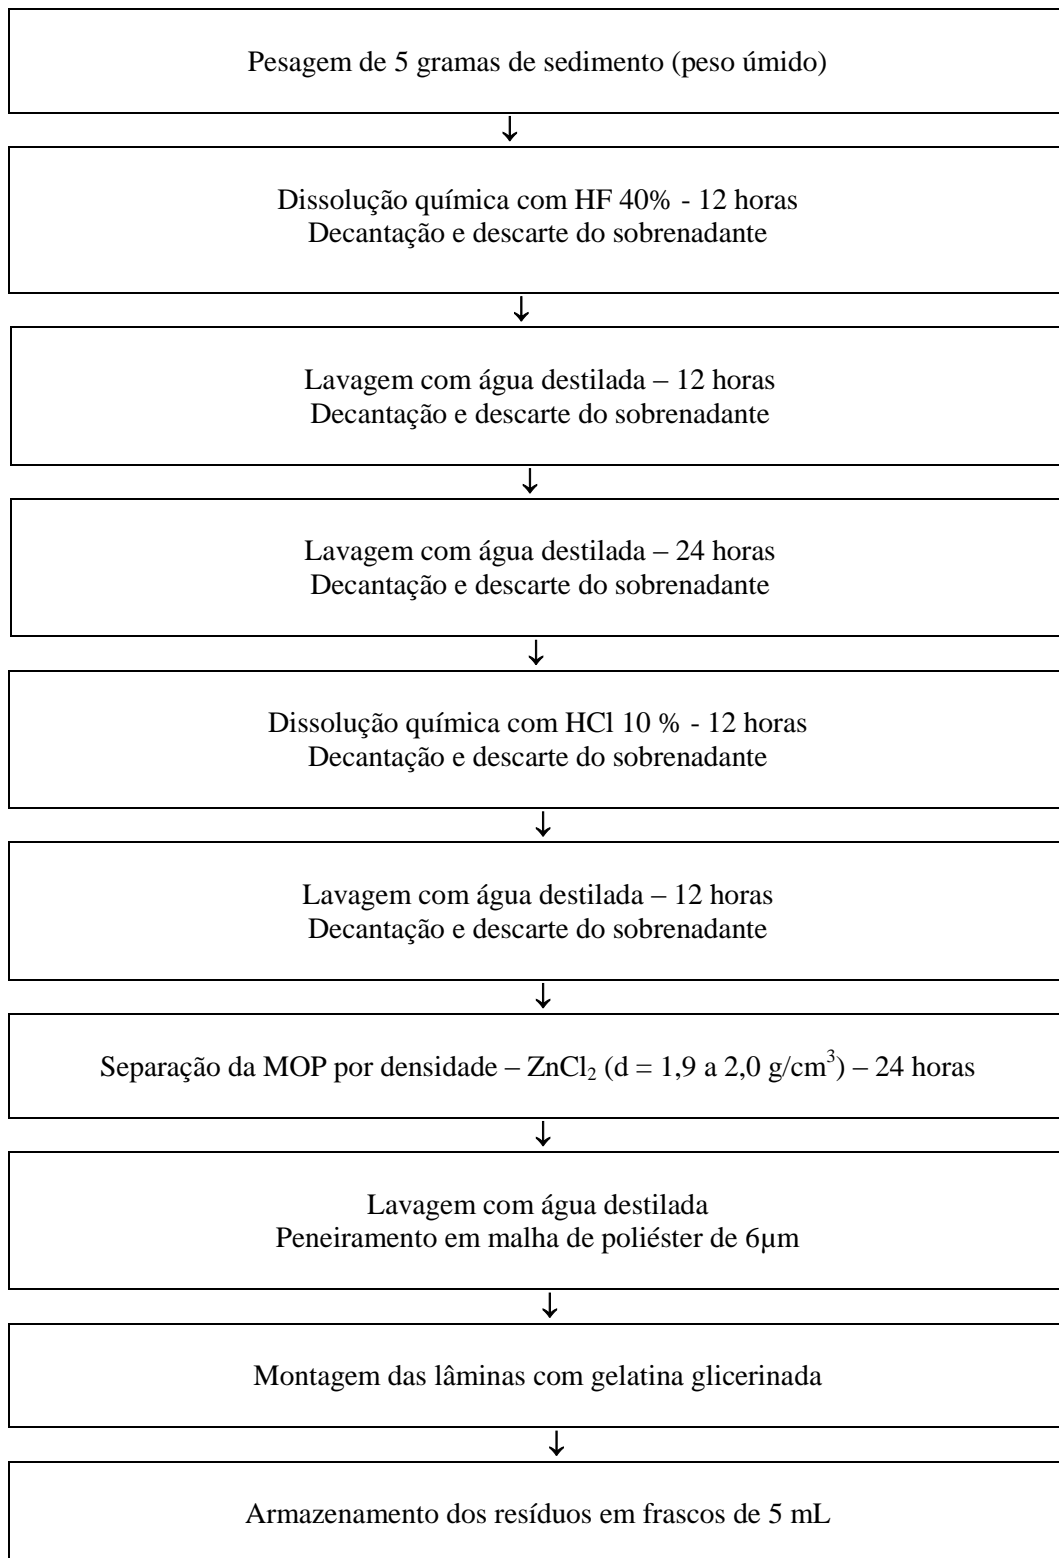 Pesagem de 5 gramas de sedimento (peso úmido)
↓
Dissolução química com HF 40% - 12 horas
Decantação e descarte do sobrenadante
↓
Lavagem com água destilada – 12 horas
Decantação e descarte do sobrenadante
↓
Lavagem com água destilada – 24 horas
Decantação e descarte do sobrenadante
↓
Dissolução química com HCl 10 % - 12 horas
Decantação e descarte do sobrenadante
↓
Lavagem com água destilada – 12 horas
Decantação e descarte do sobrenadante
↓
Separação da MOP por densidade – ZnCl₂ (d = 1,9 a 2,0 g/cm³) – 24 horas
↓
Lavagem com água destilada
Peneiramento em malha de poliéster de 6µm
↓
Montagem das lâminas com gelatina glicerinada
↓
Armazenamento dos resíduos em frascos de 5 mL